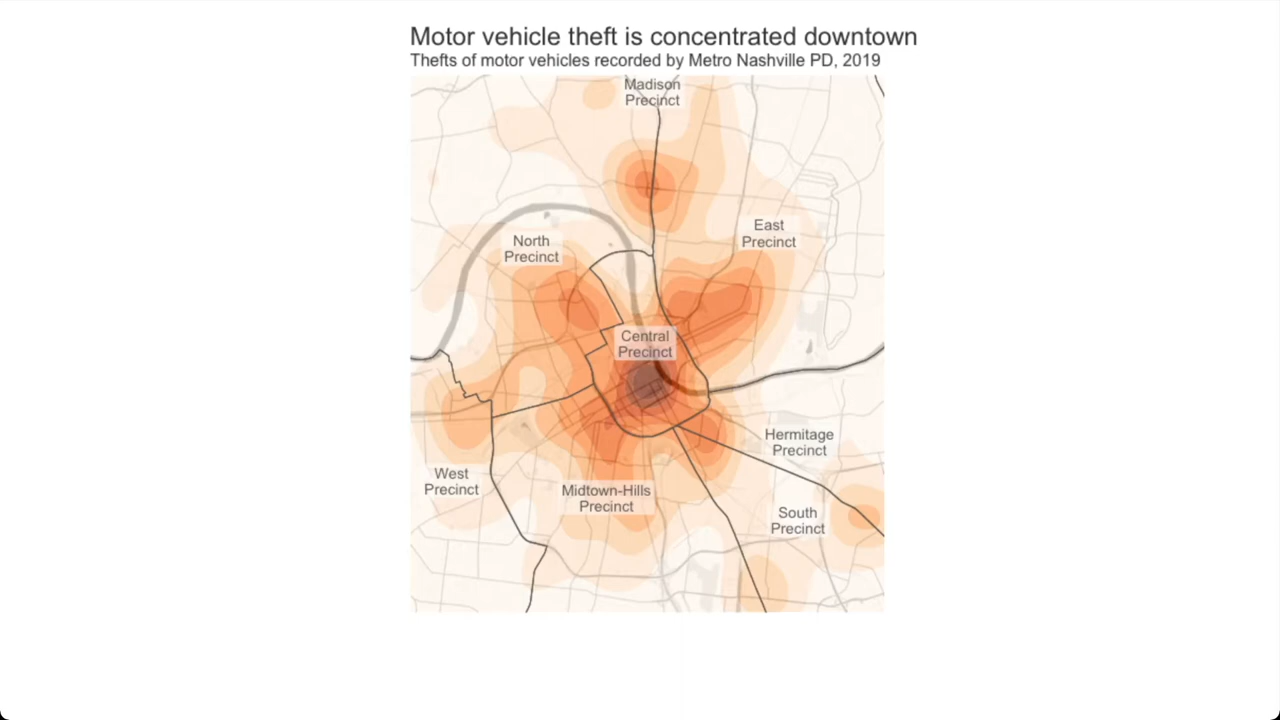 Motor vehicle theft is concentrated downtown
Thefts of motor vehicles recorded by Metro Nashville PD, 2019
Madison
Precinct
East
Precinct
North
Precinct
Central
Precinct
Hermitage
Precinct
West
Precinct
Midtown-Hills
Precinct
South
Precinct